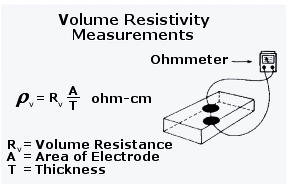 Volume Resistivity
Measurements
Ohmmeter
ρv = Rv A/T ohm-cm
Rv = Volume Resistance
A = Area of Electrode
T = Thickness